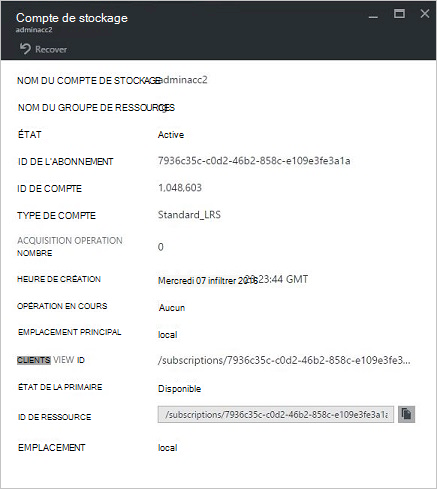 Compte de stockage
adminacc2
Recover
NOM DU COMPTE DE STOCKAGE adminacc2
NOM DU GROUPE DE RESSOURCES
ÉTAT Active
ID DE L'ABONNEMENT 7936c35c-c0d2-46b2-858c-e109e3fe3a1a
ID DE COMPTE 1,048,603
TYPE DE COMPTE Standard_LRS
ACQUISITION OPERATION
NOMBRE 0
HEURE DE CRÉATION Mercredi 07 infiltrer 2016 23:23:44 GMT
OPÉRATION EN COURS Aucun
EMPLACEMENT PRINCIPAL local
CLIENTS VIEW ID /subscriptions/7936c35c-c0d2-46b2-858c-e109e3fe3...
ÉTAT DE LA PRIMAIRE Disponible
ID DE RESSOURCE /subscriptions/7936c35c-c0d2-46b2-858c-e109e3fe3a1a
EMPLACEMENT local